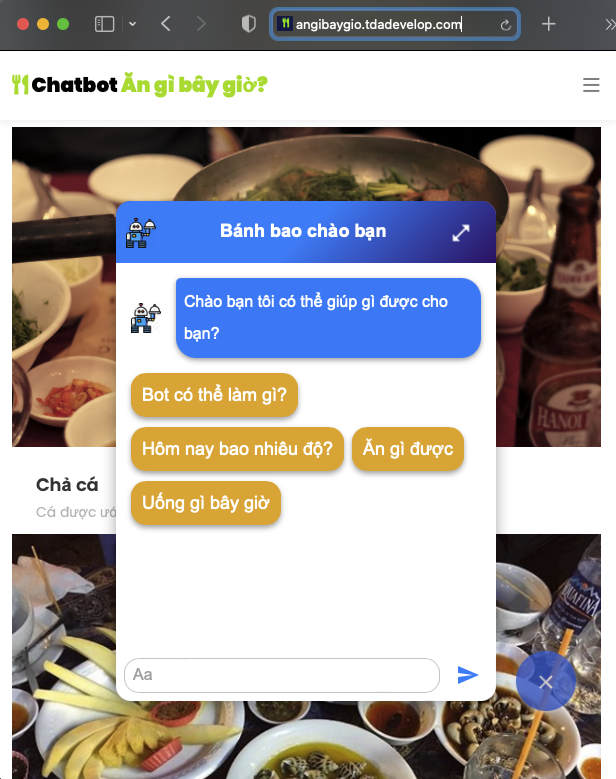 angibaygio.tdadevelop.com
Chatbot Ăn gì bây giờ?
Bánh bao chào bạn
Chào bạn tôi có thể giúp gì được cho
bạn?
Bot có thể làm gì?
Hôm nay bao nhiêu độ? Ăn gì được
Uống gì bây giờ
HANOI
Chả cá
Cá được ướ
AQUAFINA
Aa